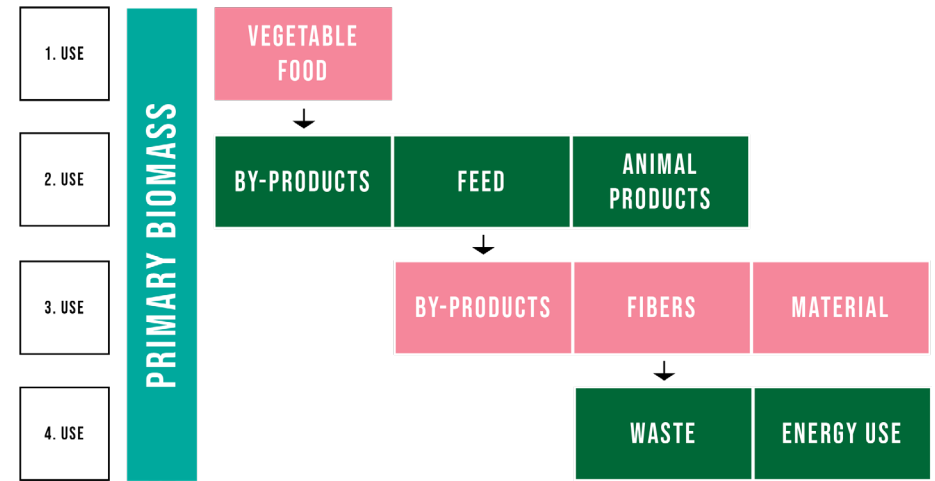 1. USE
PRIMARY BIOMASS
VEGETABLE
FOOD
2. USE
BY-PRODUCTS
FEED
ANIMAL
PRODUCTS
3. USE
BY-PRODUCTS
FIBERS
MATERIAL
4. USE
WASTE
ENERGY USE